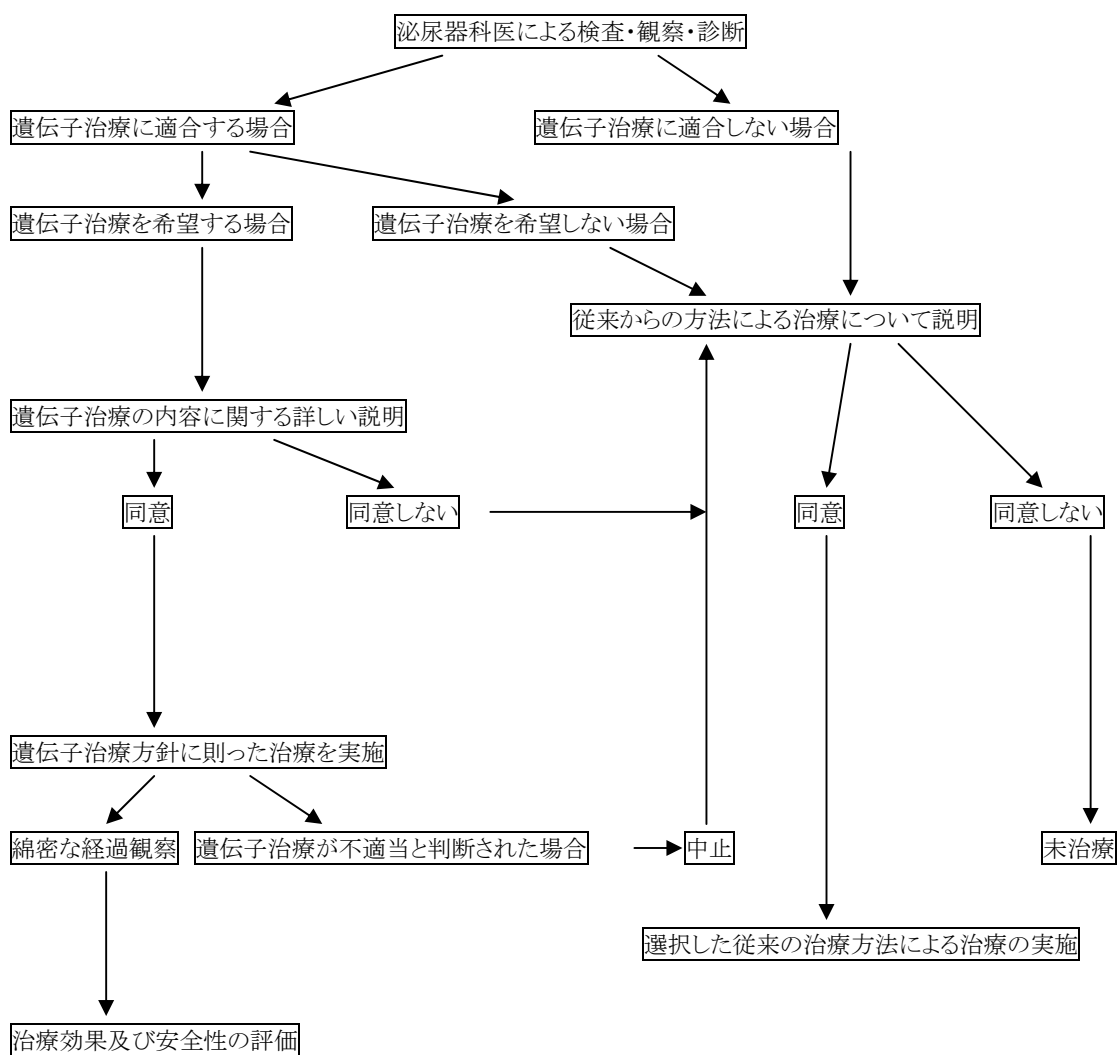 泌尿器科医による検査・観察・診断
遺伝子治療に適合する場合
遺伝子治療に適合しない場合
遺伝子治療を希望する場合
遺伝子治療を希望しない場合
従来からの方法による治療について説明
遺伝子治療の内容に関する詳しい説明
同意
同意しない
同意
同意しない
遺伝子治療方針に則った治療を実施
綿密な経過観察
遺伝子治療が不適当と判断された場合
中止
未治療
選択した従来の治療方法による治療の実施
治療効果及び安全性の評価